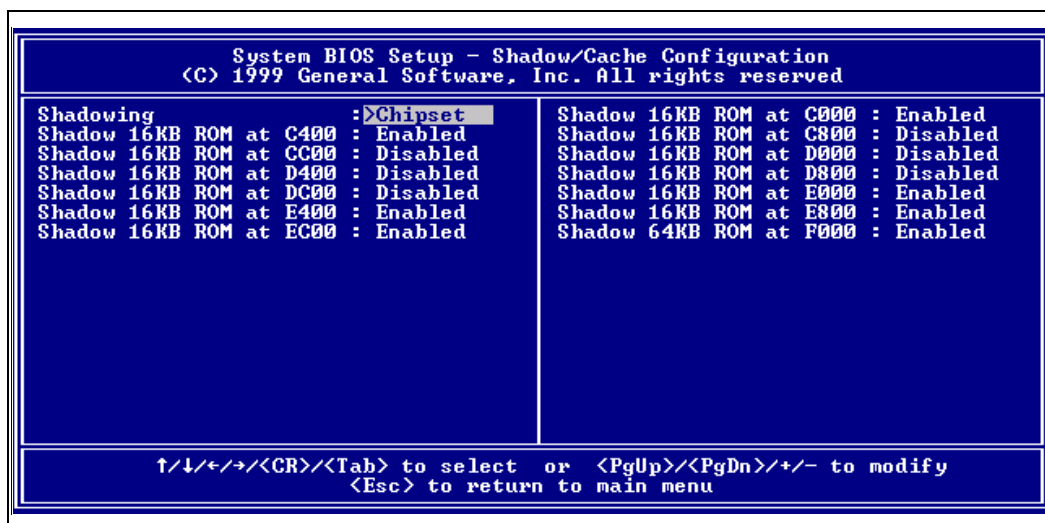 System BIOS Setup - Shadow/Cache Configuration
(C) 1999 General Software, Inc. All rights reserved
Shadowing :>Chipset
Shadow 16KB ROM at C400 : Enabled
Shadow 16KB ROM at CC00 : Disabled
Shadow 16KB ROM at D400 : Disabled
Shadow 16KB ROM at DC00 : Disabled
Shadow 16KB ROM at E400 : Enabled
Shadow 16KB ROM at EC00 : Enabled
Shadow 16KB ROM at C000 : Enabled
Shadow 16KB ROM at C800 : Disabled
Shadow 16KB ROM at D000 : Disabled
Shadow 16KB ROM at D800 : Disabled
Shadow 16KB ROM at E000 : Enabled
Shadow 16KB ROM at E800 : Enabled
Shadow 64KB ROM at F000 : Enabled
↑/↓/←/→/<CR>/<Tab> to select or <PgUp>/<PgDn>/+/- to modify
<Esc> to return to main menu